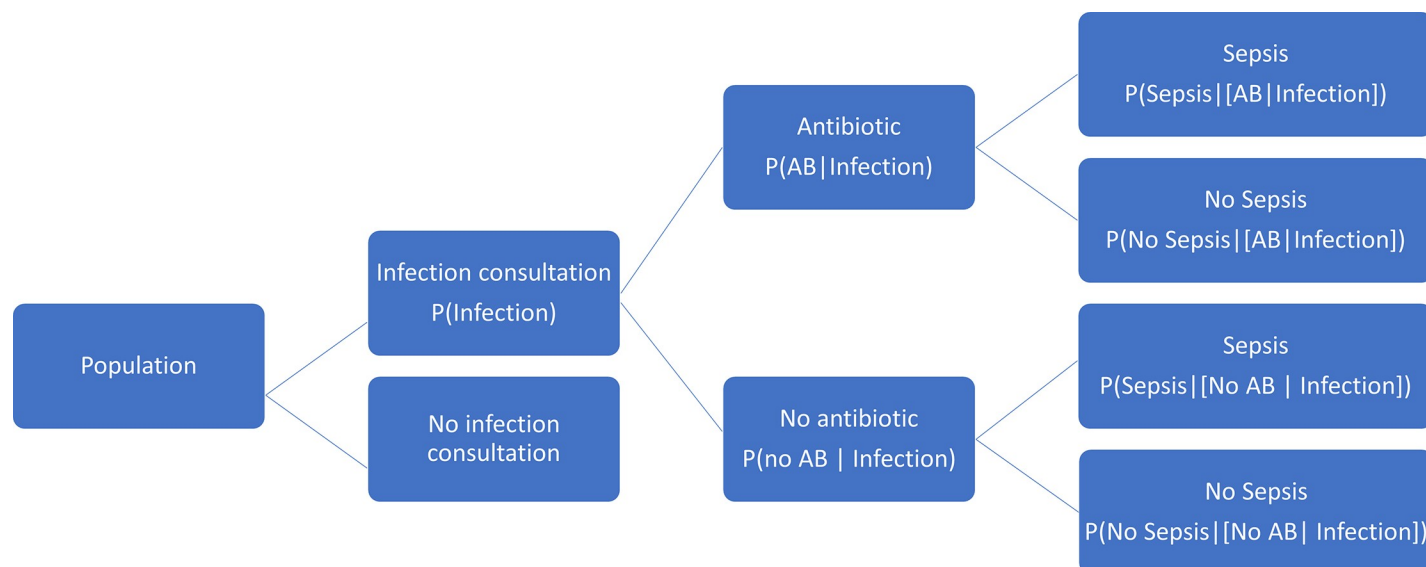 Population
Infection consultation
P(Infection)
No infection
consultation
Antibiotic
P(AB|Infection)
No antibiotic
P(no AB | Infection)
Sepsis
P(Sepsis|[AB|Infection])
No Sepsis
P(No Sepsis|[AB|Infection])
Sepsis
P(Sepsis|[No AB | Infection])
No Sepsis
P(No Sepsis|[No AB| Infection])